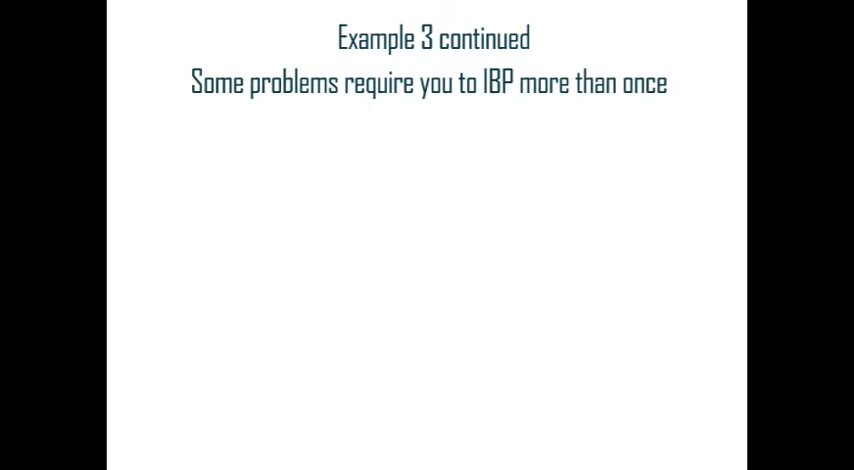 Example 3 continued
Some problems require you to IBP more than once